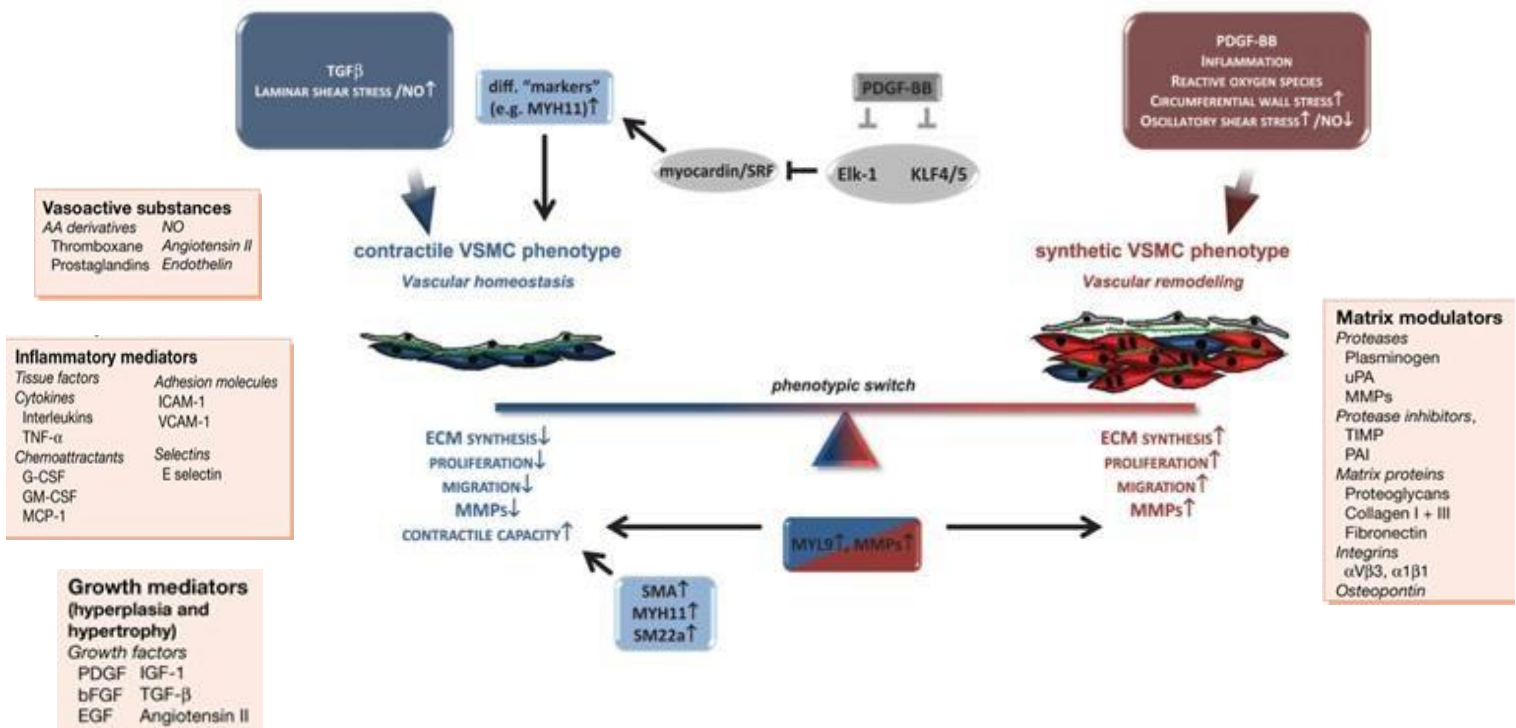 TGFβ
LAMINAR SHEAR STRESS /NO↑
diff. "markers"
(e.g. MYH11)↑
PDGF-BB
myocardin/SRF
Elk-1 KLF4/5
PDGF-BB
INFLAMMATION
REACTIVE OXYGEN SPECIES
CIRCUMFERENTIAL WALL STRESS↑
OSCILLATORY SHEAR STRESS↑/NO↓
Vasoactive substances
AA derivatives NO
Thromboxane Angiotensin II
Prostaglandins Endothelin
contractile VSMC phenotype
Vascular homeostasis
synthetic VSMC phenotype
Vascular remodeling
Inflammatory mediators
Tissue factors
Cytokines
Interleukins
TNF-α
Chemoattractants
G-CSF
GM-CSF
MCP-1
Adhesion molecules
ICAM-1
VCAM-1
Selectins
E selectin
phenotypic switch
ECM SYNTHESIS↓
PROLIFERATION↓
MIGRATION↓
MMPs↓
CONTRACTILE CAPACITY↑
ECM SYNTHESIS↑
PROLIFERATION↑
MIGRATION↑
MMPs↑
MYL9↑, MMPs↑
SMA↑
MYH11↑
SM22a↑
Matrix modulators
Proteases
Plasminogen
uPA
MMPs
Protease inhibitors,
TIMP
PAI
Matrix proteins
Proteoglycans
Collagen I + III
Fibronectin
Integrins
αVβ3, α1β1
Osteopontin
Growth mediators
(hyperplasia and
hypertrophy)
Growth factors
PDGF IGF-1
bFGF TGF-β
EGF Angiotensin II